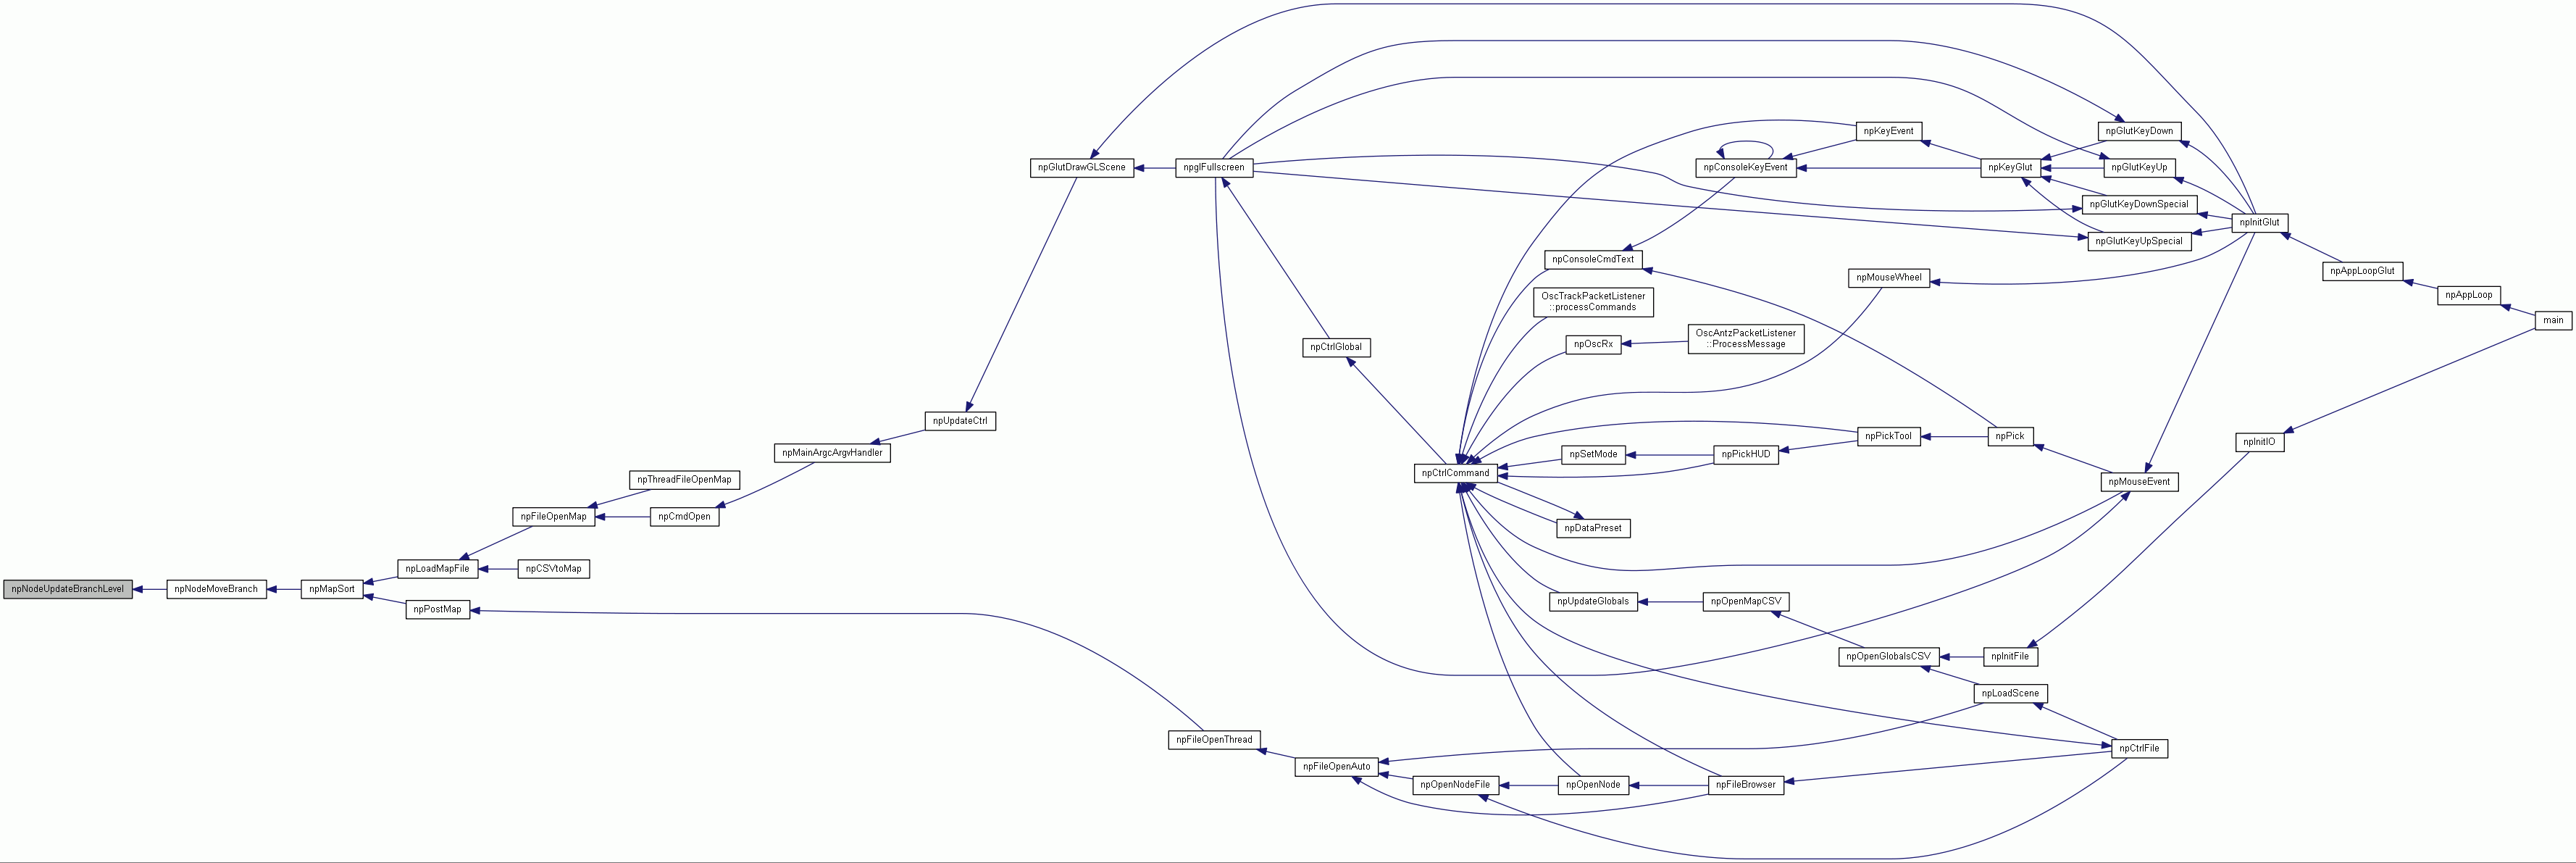 npNodeUpdateBranchLevel
npNodeMoveBranch
npMapSort
npLoadMapFile
npPostMap
npFileOpenMap
npCSVtoMap
npThreadFileOpenMap
npCmdOpen
npMainArgcArgvHandler
npUpdateCtrl
npGlutDrawGLScene
npFileOpenThread
npglFullscreen
npCtrlGlobal
npFileOpenAuto
npCtrlCommand
npOpenNodeFile
npConsoleCmdText
OscTrackPacketListener
::processCommands
npOscRx
npSetMode
npDataPreset
npUpdateGlobals
npOpenNode
npConsoleKeyEvent
OscAntzPacketListener
::ProcessMessage
npPickHUD
npOpenMapCSV
npFileBrowser
npKeyEvent
npMouseWheel
npPickTool
npOpenGlobalsCSV
npKeyGlut
npPick
npInitFile
npLoadScene
npGlutKeyDown
npGlutKeyUp
npGlutKeyDownSpecial
npGlutKeyUpSpecial
npMouseEvent
npCtrlFile
npInitGlut
npInitIO
npAppLoopGlut
npAppLoop
main